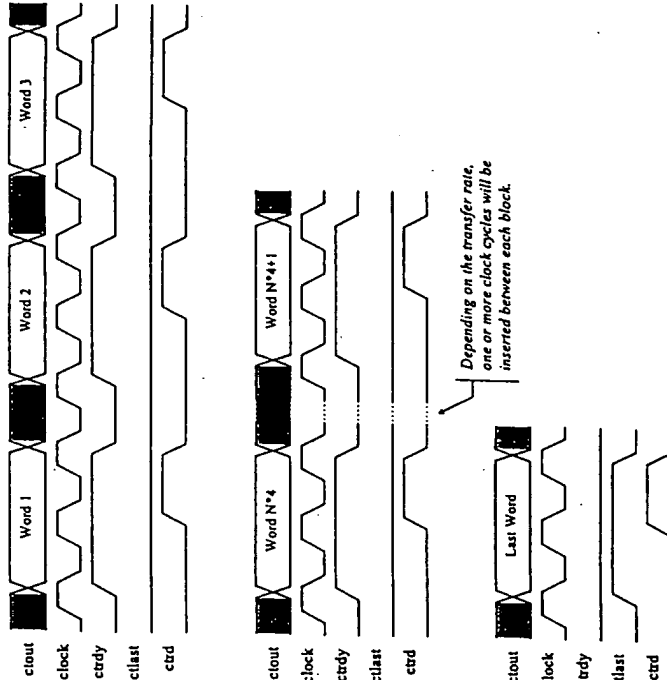 ctout Word 1 Word 2 Word 3
clock
ctrdy
ctlast
ctrd
ctout Word N*4 Word N*4+1
clock
ctrdy
ctlast
ctrd
Depending on the transfer rate,
one or more clock cycles will be
inserted between each block.
ctout Last Word
lock
trdy
tlast
ctrd